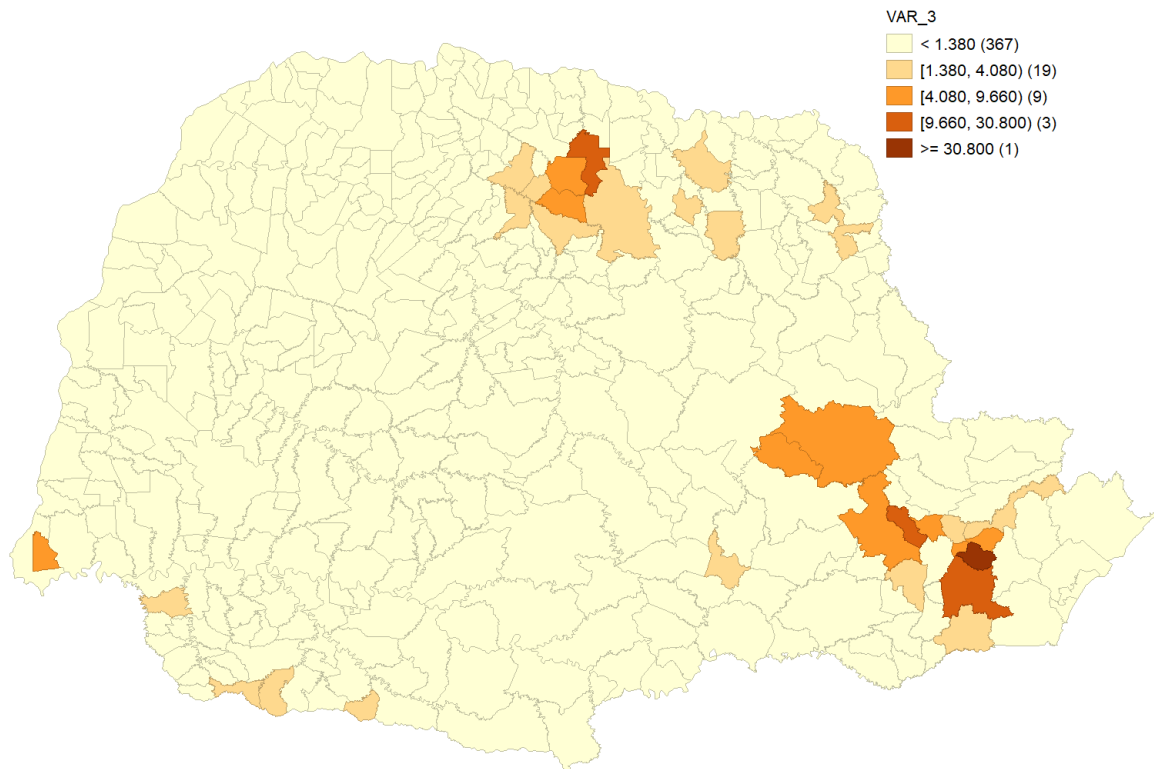 VAR_3
< 1.380 (367)
[1.380, 4.080) (19)
[4.080, 9.660) (9)
[9.660, 30.800) (3)
>= 30.800 (1)